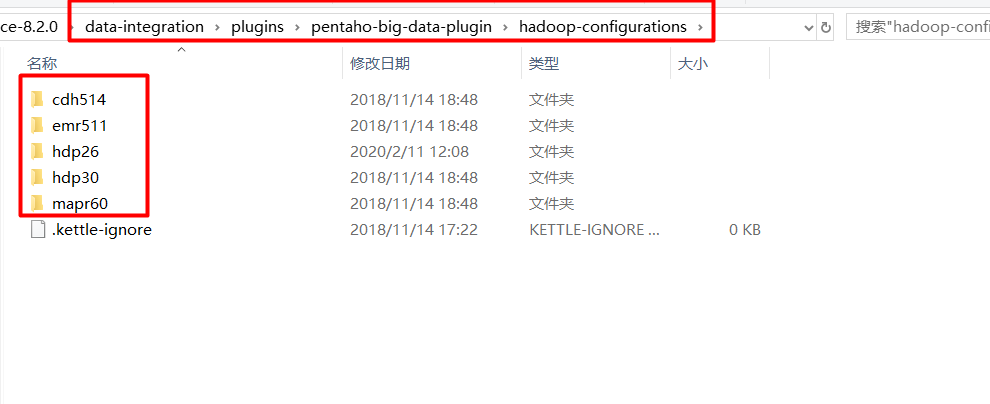 ce-8.2.0 › data-integration › plugins › pentaho-big-data-plugin › hadoop-configurations › 搜索"hadoop-confi
名称 修改日期 类型 大小
cdh514 2018/11/14 18:48 文件夹
emr511 2018/11/14 18:48 文件夹
hdp26 2020/2/11 12:08 文件夹
hdp30 2018/11/14 18:48 文件夹
mapr60 2018/11/14 18:48 文件夹
.kettle-ignore 2018/11/14 17:22 KETTLE-IGNORE ... 0 KB